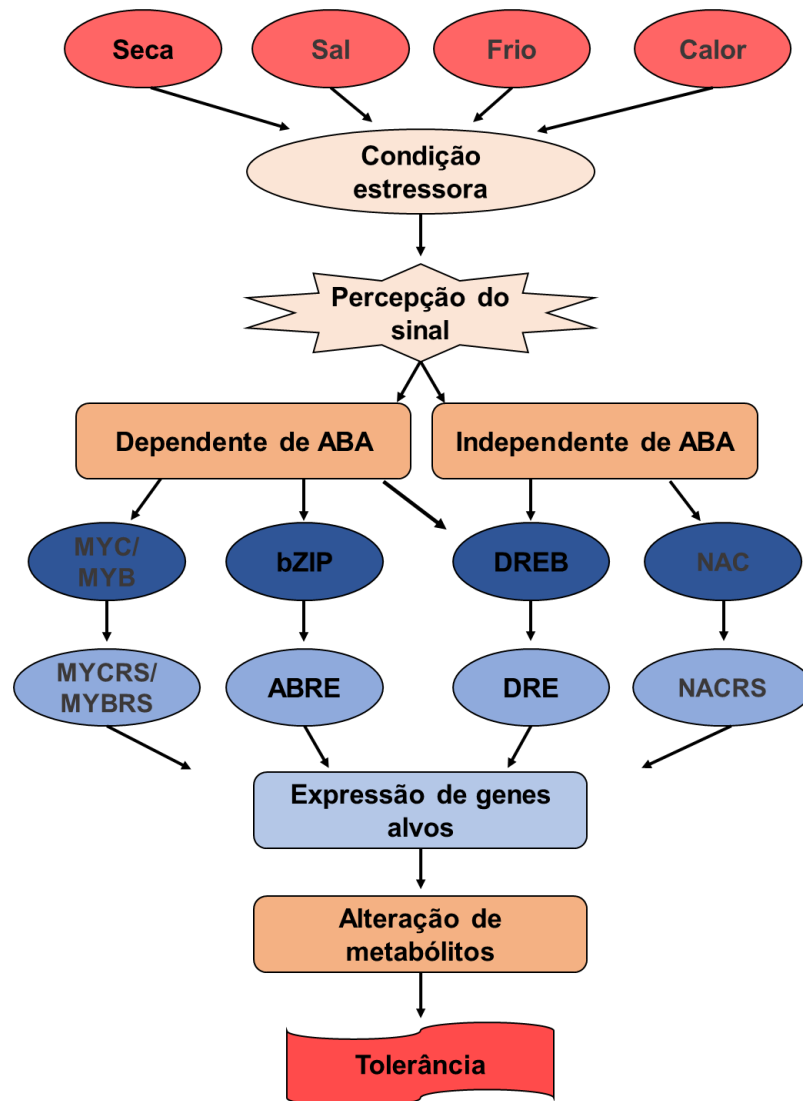 Seca
Sal
Frio
Calor
Condição
estressora
Percepção do
sinal
Dependente de ABA
Independente de ABA
MYC/
MYB
bZIP
DREB
NAC
MYCRS/
MYBRS
ABRE
DRE
NACRS
Expressão de genes
alvos
Alteração de
metabólitos
Tolerância